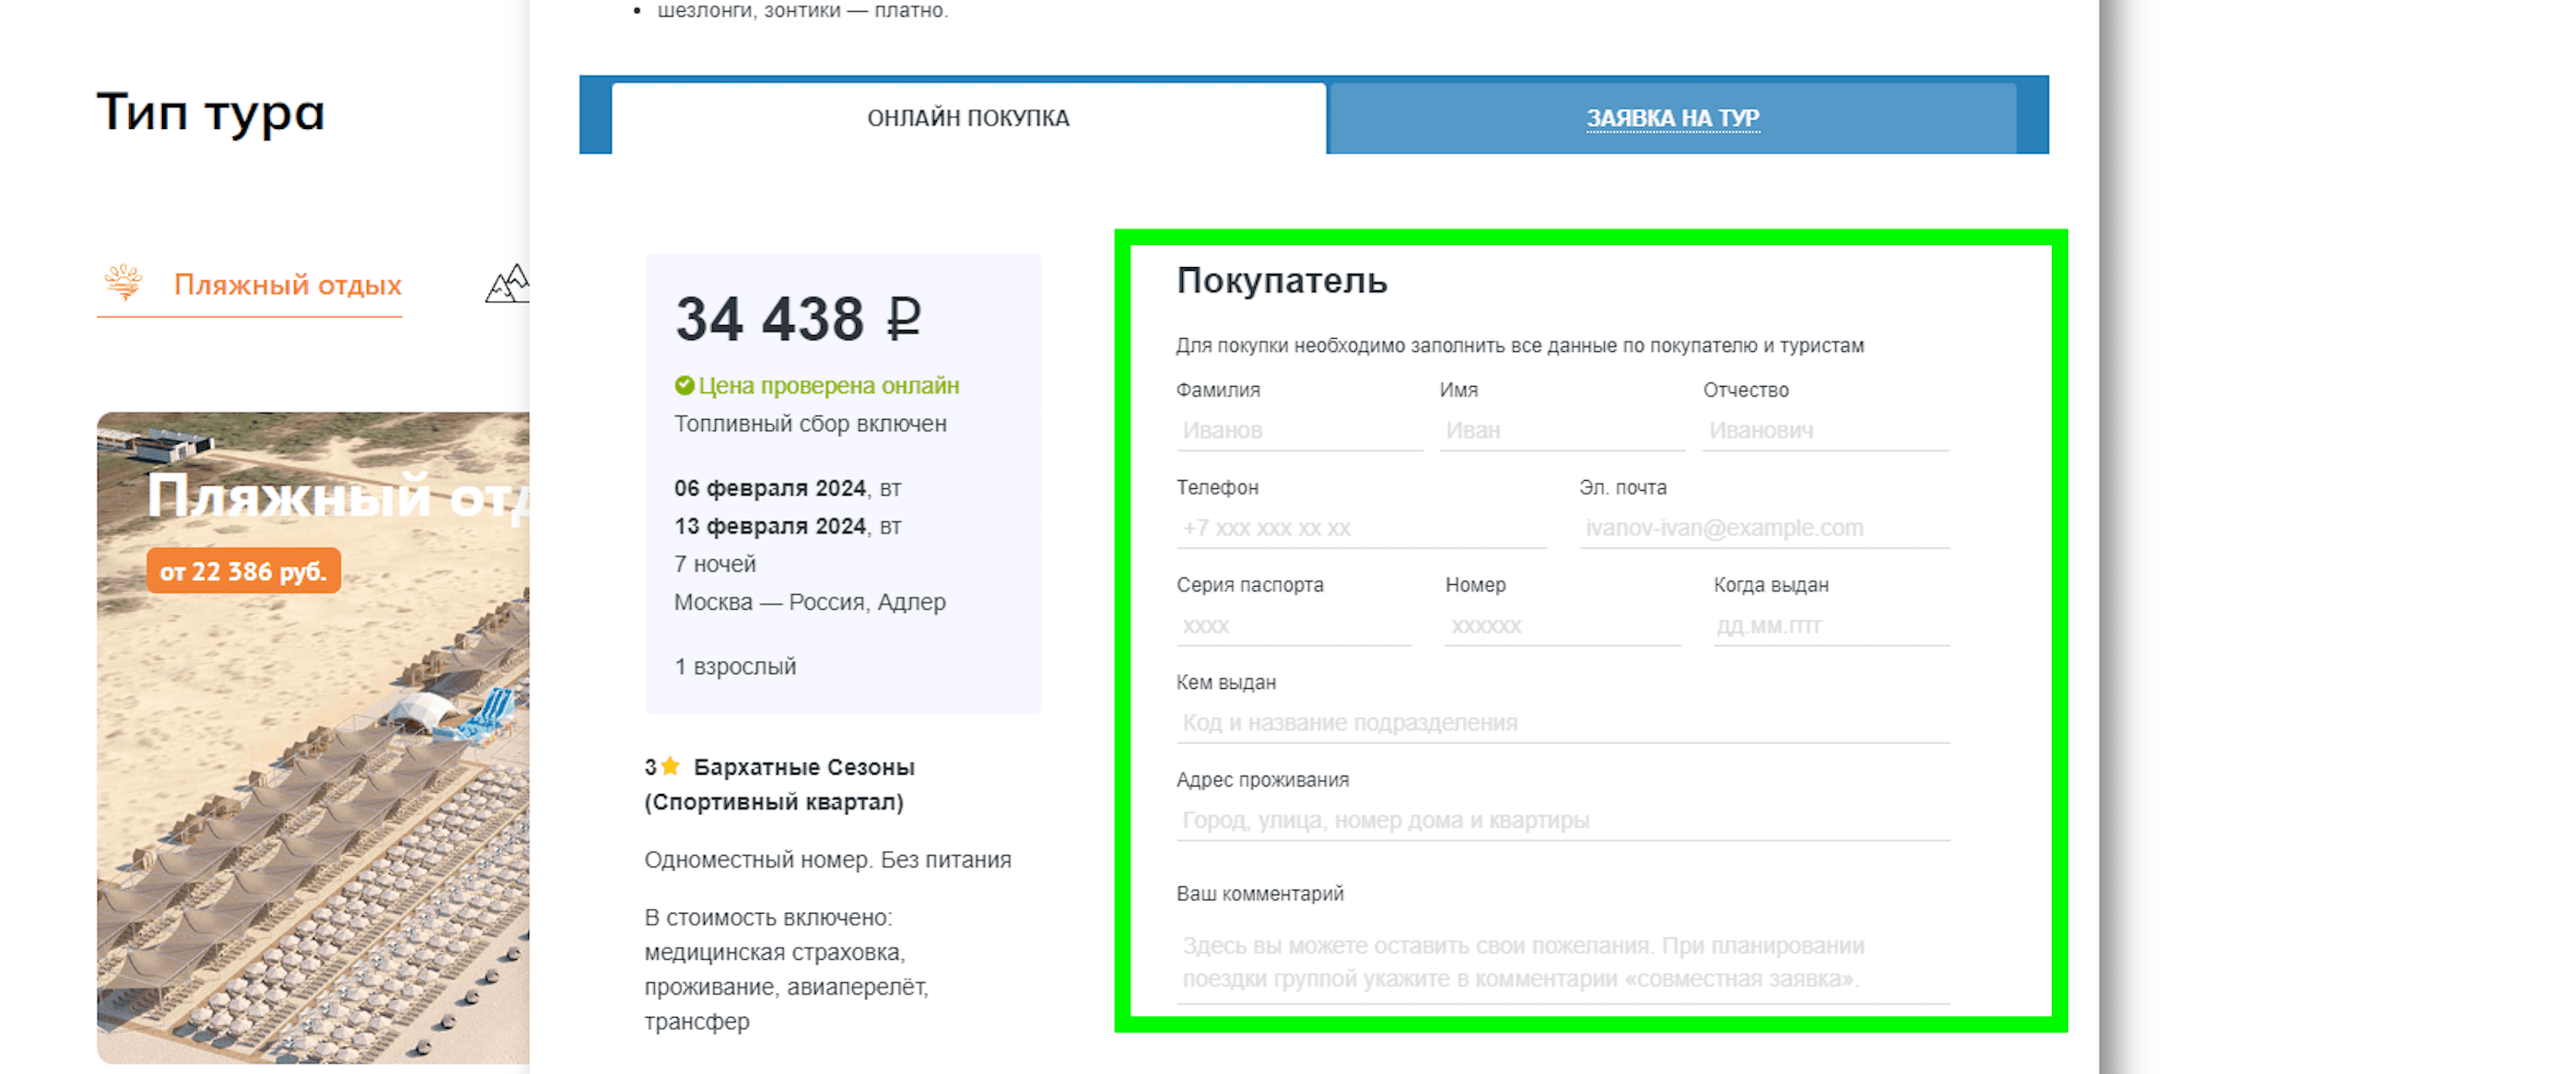 шезлонги, зонтики — платно.
Тип тура
Пляжный отдых
Пляжный отд
от 22 386 руб.
ОНЛАЙН ПОКУПКА
ЗАЯВКА НА ТУР
34 438 ₽
Цена проверена онлайн
Топливный сбор включен
06 февраля 2024, вт
13 февраля 2024, вт
7 ночей
Москва — Россия, Адлер
1 взрослый
3 Бархатные Сезоны
(Спортивный квартал)
Одноместный номер. Без питания
В стоимость включено:
медицинская страховка,
проживание, авиаперелёт,
трансфер
Покупатель
Для покупки необходимо заполнить все данные по покупателю и туристам
Фамилия Имя Отчество
Иванов Иван Иванович
Телефон Эл. почта
+7 xxx xxx xx xx ivanov-ivan@example.com
Серия паспорта Номер Когда выдан
xxxx xxxxxx дд.мм.гггг
Кем выдан
Код и название подразделения
Адрес проживания
Город, улица, номер дома и квартиры
Ваш комментарий
Здесь вы можете оставить свои пожелания. При планировании
поездки группой укажите в комментарии «совместная заявка».